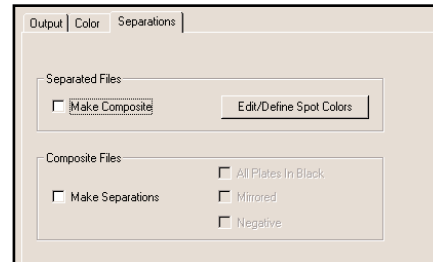 Output Color Separations
Separated Files
Make Composite Edit/Define Spot Colors
Composite Files
All Plates In Black
Make Separations Mirrored
Negative